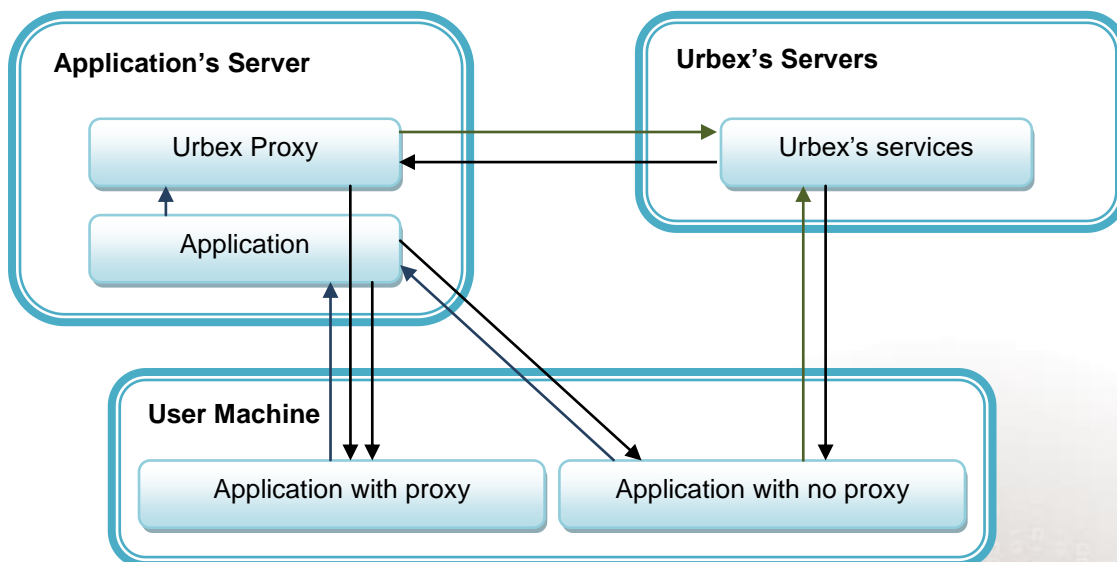 Application’s Server
Urbex Proxy
Application
Urbex’s Servers
Urbex’s services
User Machine
Application with proxy
Application with no proxy